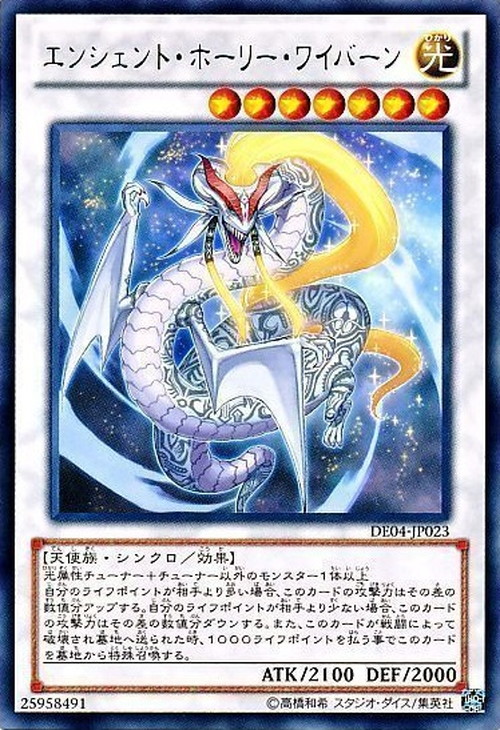 エンシェント・ホーリー・ワイバーン
光
DE04-JP023
[天使族・シンクロ/効果]
光属性チューナー+チューナー以外のモンスター1体以上
自分のライフポイントが相手より多い場合、このカードの攻撃力はその差の
数値分アップする。自分のライフポイントが相手より少ない場合、このカード
の攻撃力はその差の数値分ダウンする。また、このカードが戦闘によって
破壊され墓地へ送られた時、1000ライフポイントを払う事でこのカード
を墓地から特殊召喚する。
ATK/2100 DEF/2000
25958491
©高橋和希 スタジオ・ダイス/集英社